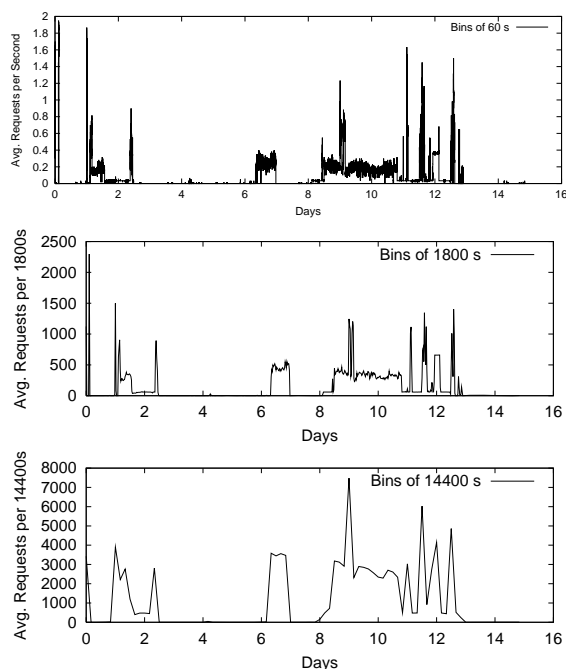 Avg. Requests per Second
2
1.8
1.6
1.4
1.2
1
0.8
0.6
0.4
0.2
0
0 2 4 6 8 10 12 14 16
Days
Bins of 60 s
Avg. Requests per 1800s
2500
2000
1500
1000
500
0
0 2 4 6 8 10 12 14 16
Days
Bins of 1800 s
Avg. Requests per 14400s
8000
7000
6000
5000
4000
3000
2000
1000
0
0 2 4 6 8 10 12 14 16
Days
Bins of 14400 s